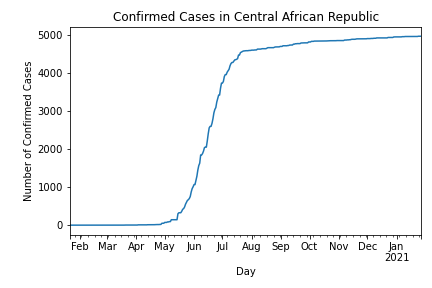 Confirmed Cases in Central African Republic
Number of Confirmed Cases
5000
4000
3000
2000
1000
0
Feb Mar Apr May Jun Jul Aug Sep Oct Nov Dec Jan
2021
Day